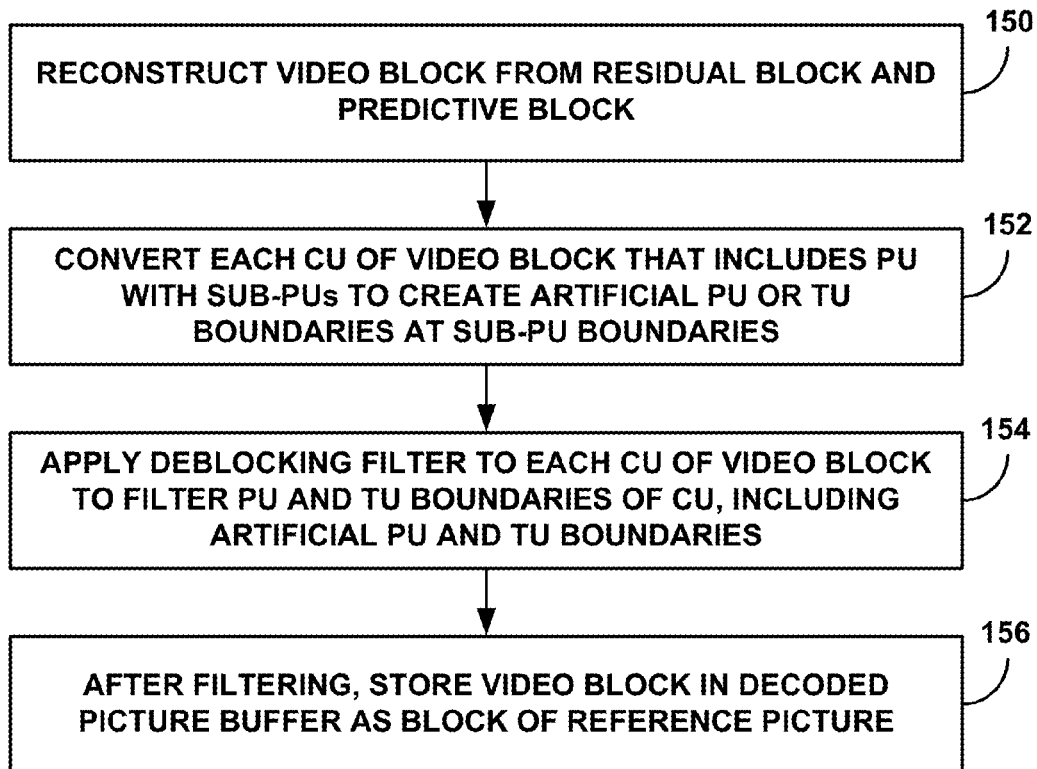 150
RECONSTRUCT VIDEO BLOCK FROM RESIDUAL BLOCK AND
PREDICTIVE BLOCK
152
CONVERT EACH CU OF VIDEO BLOCK THAT INCLUDES PU
WITH SUB-PUs TO CREATE ARTIFICIAL PU OR TU
BOUNDARIES AT SUB-PU BOUNDARIES
154
APPLY DEBLOCKING FILTER TO EACH CU OF VIDEO BLOCK
TO FILTER PU AND TU BOUNDARIES OF CU, INCLUDING
ARTIFICIAL PU AND TU BOUNDARIES
156
AFTER FILTERING, STORE VIDEO BLOCK IN DECODED
PICTURE BUFFER AS BLOCK OF REFERENCE PICTURE